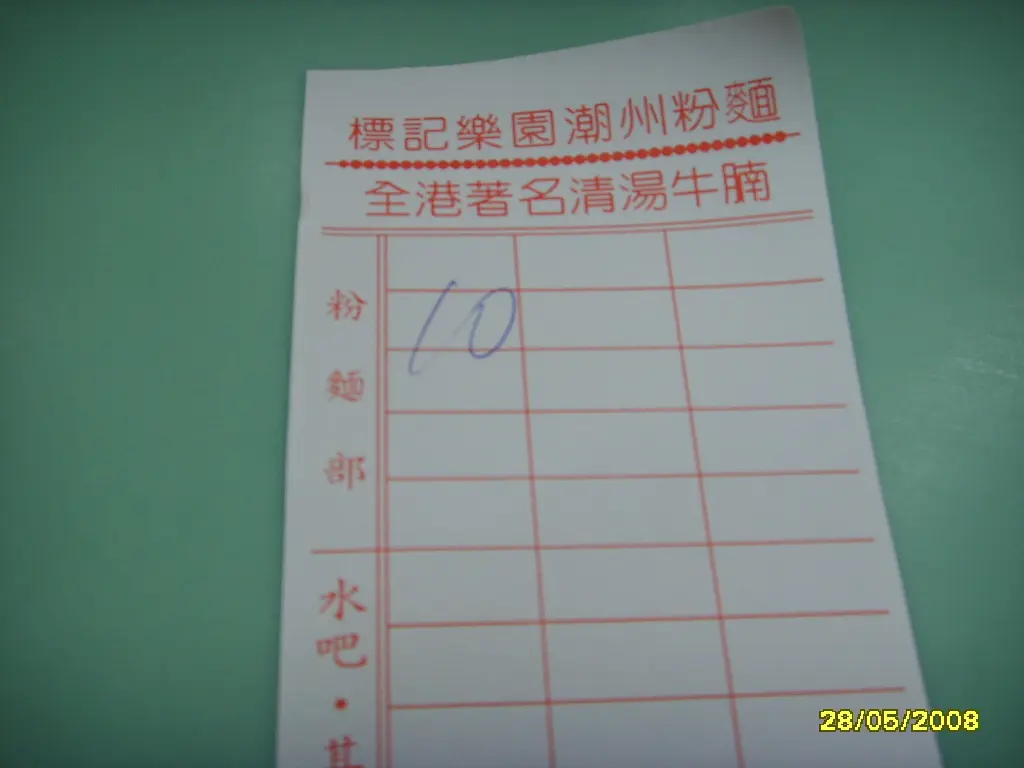 標記樂園潮州粉麵
全港著名清湯牛腩
粉麵部
10
水吧・其
28/05/2008